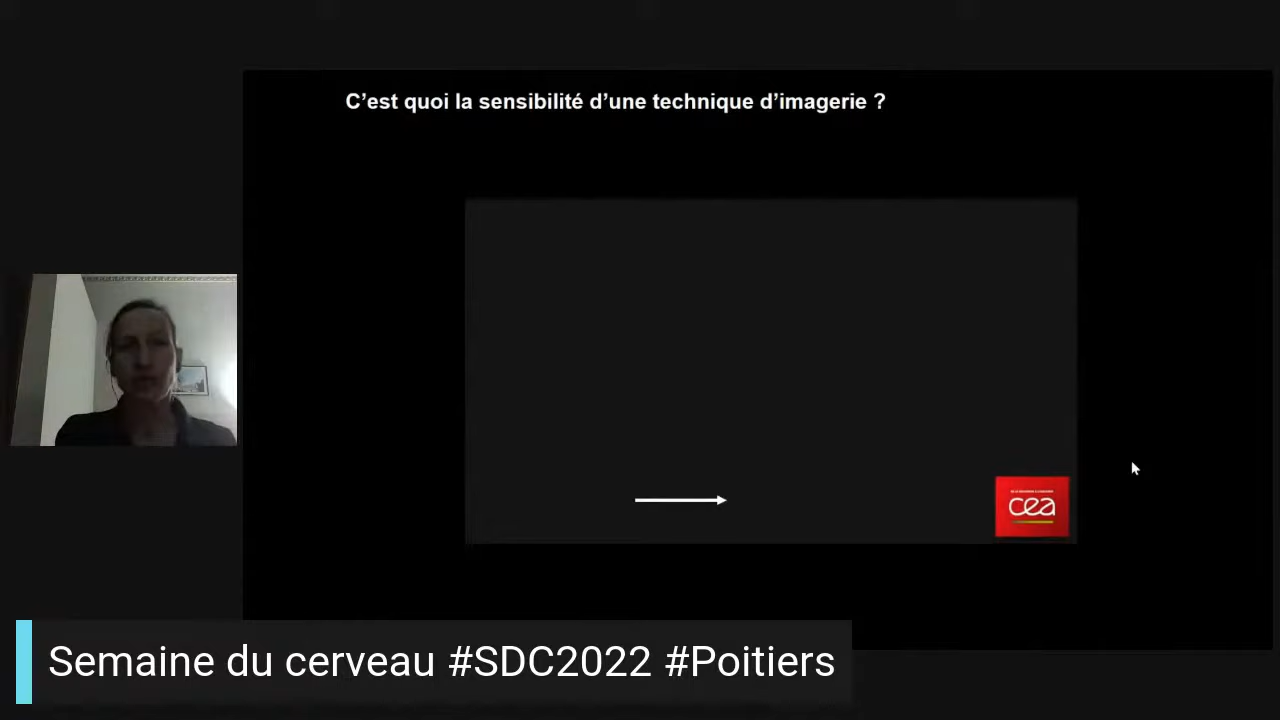 C’est quoi la sensibilité d’une technique d’imagerie ?
cea
Semaine du cerveau #SDC2022 #Poitiers